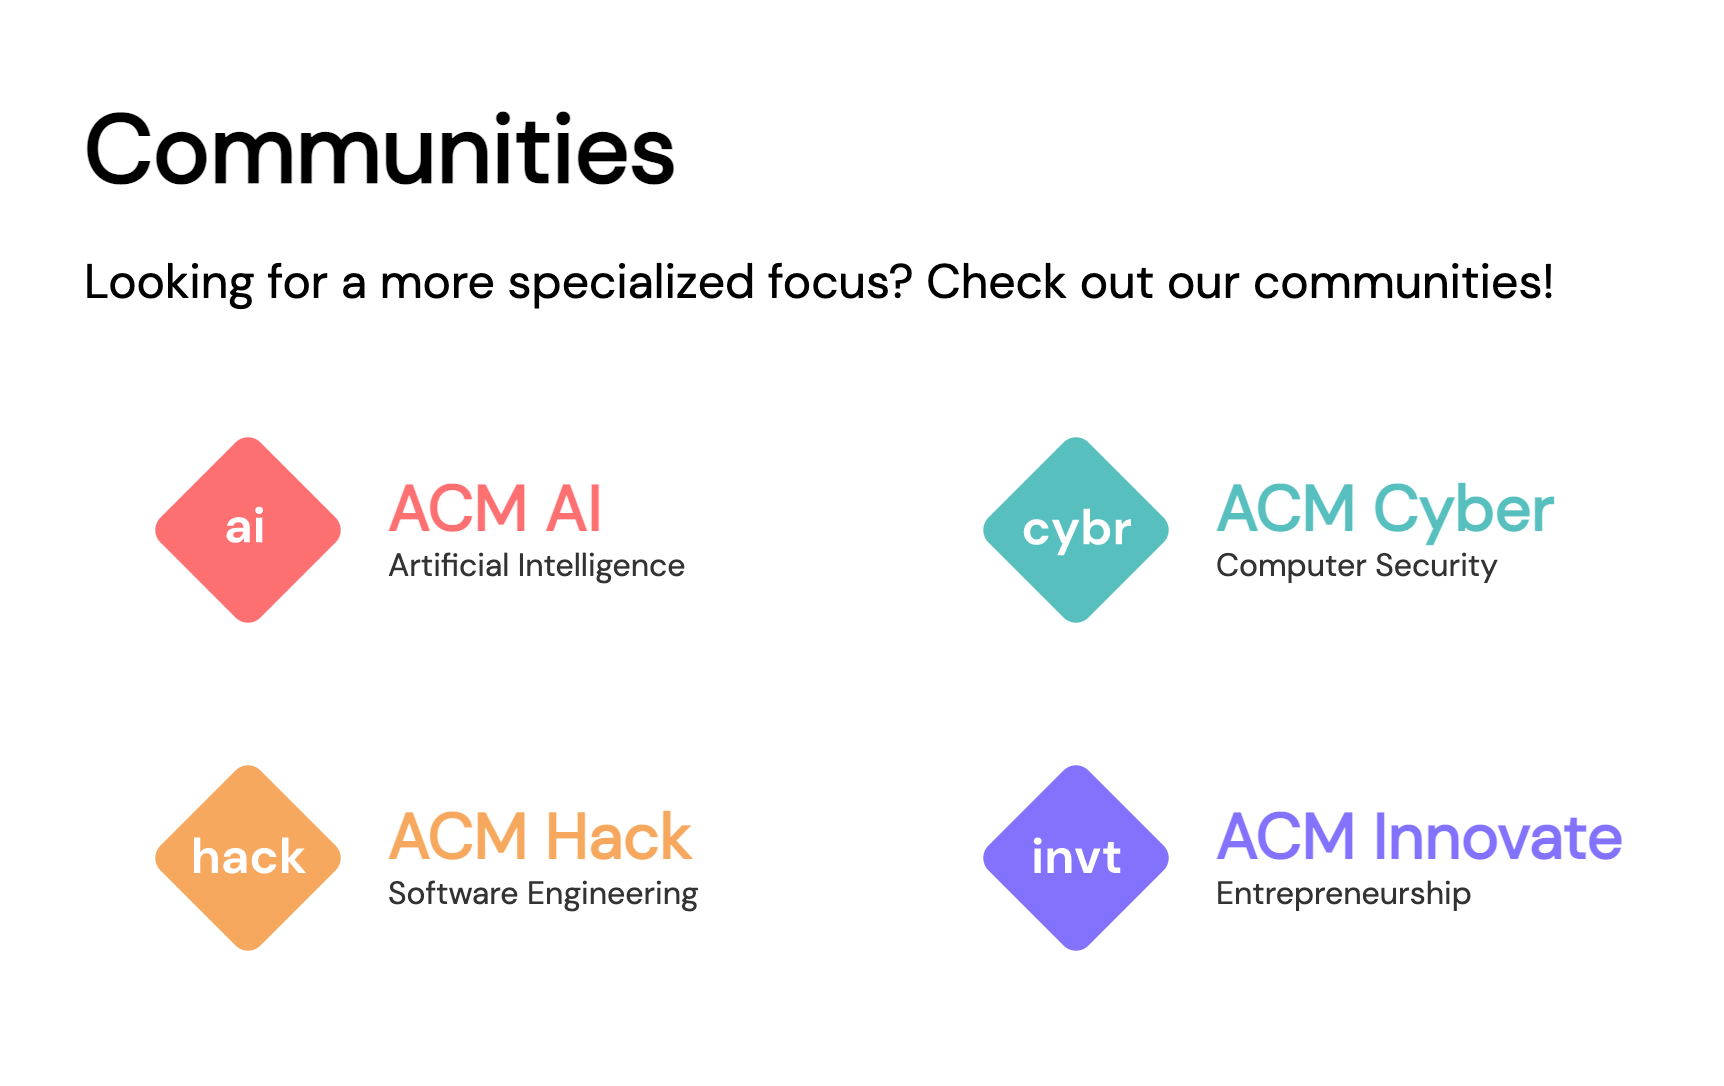 Communities
Looking for a more specialized focus? Check out our communities!
ai
ACM AI
Artificial Intelligence
cybr
ACM Cyber
Computer Security
hack
ACM Hack
Software Engineering
invt
ACM Innovate
Entrepreneurship